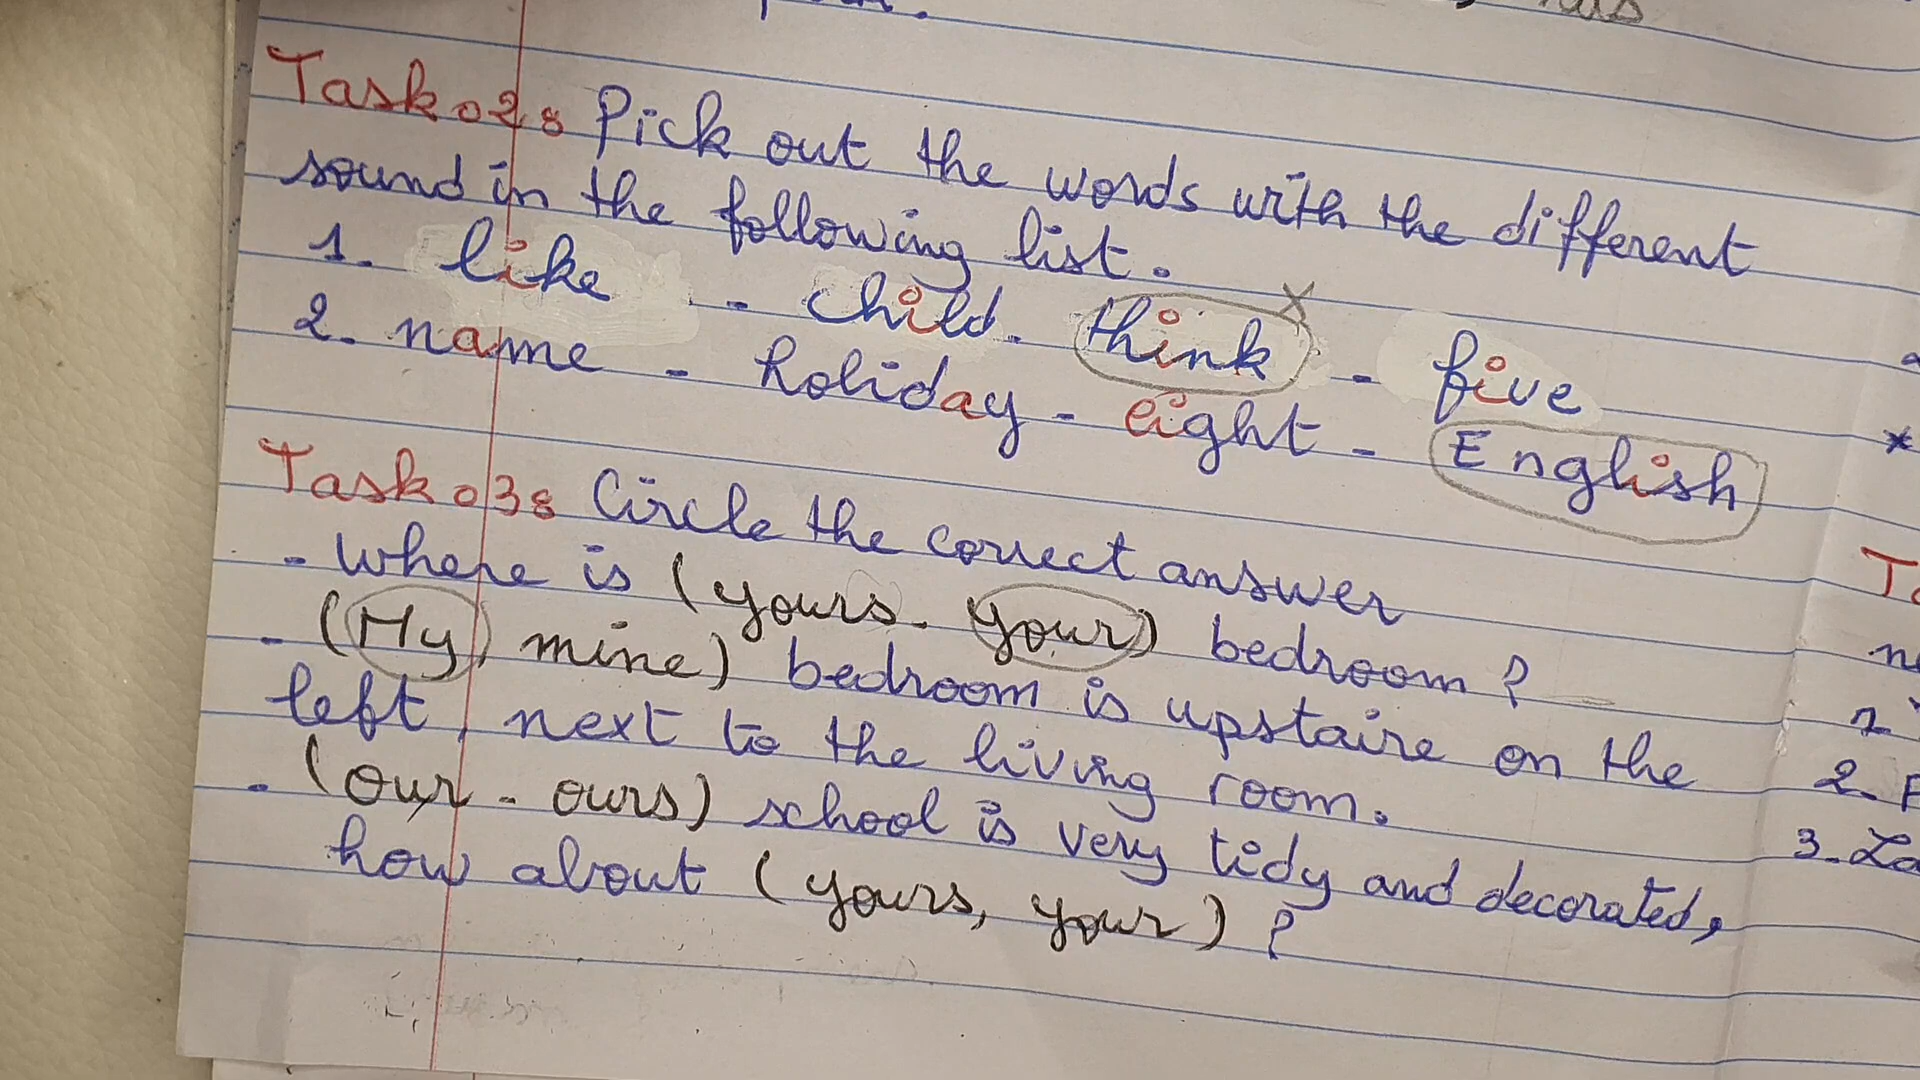 Task 02: Pick out the words with the different
sound in the following list.
1. like - child. think - five
2. name - holiday - eight - English
Task 03: Circle the correct answer
- Where is (yours - your) bedroom?
- (My, mine) bedroom is upstaire on the
left, next to the living room.
- (our - ours) school is very tidy and decorated,
how about (yours, your)?
2.
3.